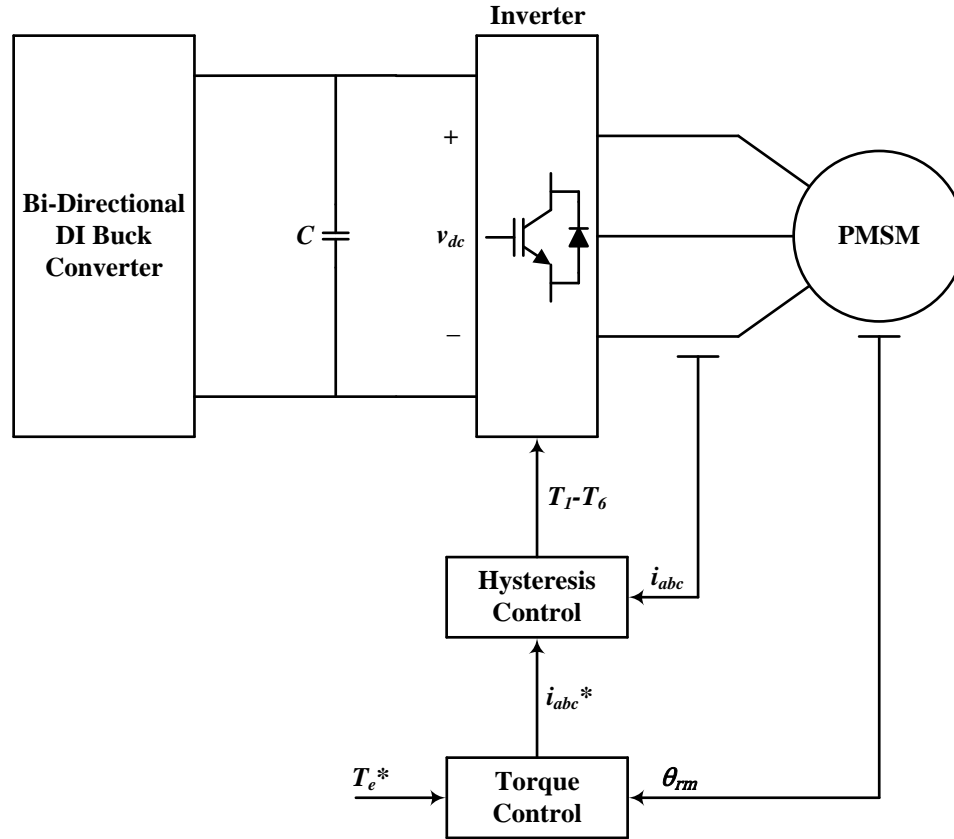 Inverter
+
Bi-Directional
DI Buck
Converter
C
v_dc
PMSM
−
T_1-T_6
Hysteresis
Control
i_abc
i_abc*
T_e*
Torque
Control
θ_rm